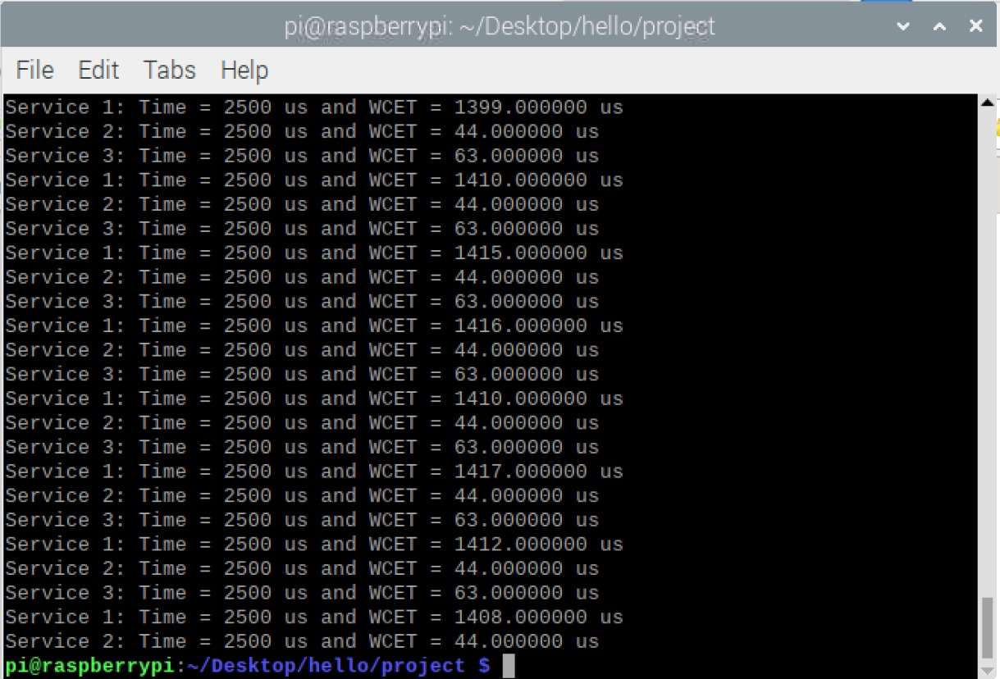 pi@raspberrypi: ~/Desktop/hello/project
File Edit Tabs Help
Service 1: Time = 2500 us and WCET = 1399.000000 us
Service 2: Time = 2500 us and WCET = 44.000000 us
Service 3: Time = 2500 us and WCET = 63.000000 us
Service 1: Time = 2500 us and WCET = 1410.000000 us
Service 2: Time = 2500 us and WCET = 44.000000 us
Service 3: Time = 2500 us and WCET = 63.000000 us
Service 1: Time = 2500 us and WCET = 1415.000000 us
Service 2: Time = 2500 us and WCET = 44.000000 us
Service 3: Time = 2500 us and WCET = 63.000000 us
Service 1: Time = 2500 us and WCET = 1416.000000 us
Service 2: Time = 2500 us and WCET = 44.000000 us
Service 3: Time = 2500 us and WCET = 63.000000 us
Service 1: Time = 2500 us and WCET = 1410.000000 us
Service 2: Time = 2500 us and WCET = 44.000000 us
Service 3: Time = 2500 us and WCET = 63.000000 us
Service 1: Time = 2500 us and WCET = 1417.000000 us
Service 2: Time = 2500 us and WCET = 44.000000 us
Service 3: Time = 2500 us and WCET = 63.000000 us
Service 1: Time = 2500 us and WCET = 1412.000000 us
Service 2: Time = 2500 us and WCET = 44.000000 us
Service 3: Time = 2500 us and WCET = 63.000000 us
Service 1: Time = 2500 us and WCET = 1408.000000 us
Service 2: Time = 2500 us and WCET = 44.000000 us
pi@raspberrypi:~/Desktop/hello/project $